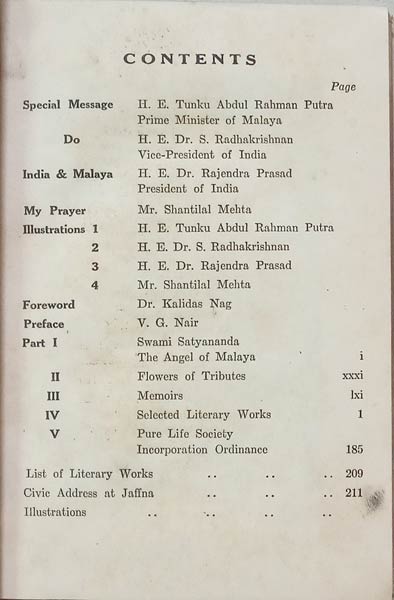 CONTENTS
Page
Special Message H. E. Tunku Abdul Rahman Putra
Prime Minister of Malaya
Do H. E. Dr. S. Radhakrishnan
Vice-President of India
India & Malaya H. E. Dr. Rajendra Prasad
President of India
My Prayer Mr. Shantilal Mehta
Illustrations 1 H. E. Tunku Abdul Rahman Putra
2 H. E. Dr. S. Radhakrishnan
3 H. E. Dr. Rajendra Prasad
4 Mr. Shantilal Mehta
Foreword Dr. Kalidas Nag
Preface V. G. Nair
Part I Swami Satyananda
The Angel of Malaya i
II Flowers of Tributes xxxi
III Memoirs lxi
IV Selected Literary Works 1
V Pure Life Society
Incorporation Ordinance 185
List of Literary Works .. .. .. 209
Civic Address at Jaffna .. .. .. 211
Illustrations .. .. .. ..